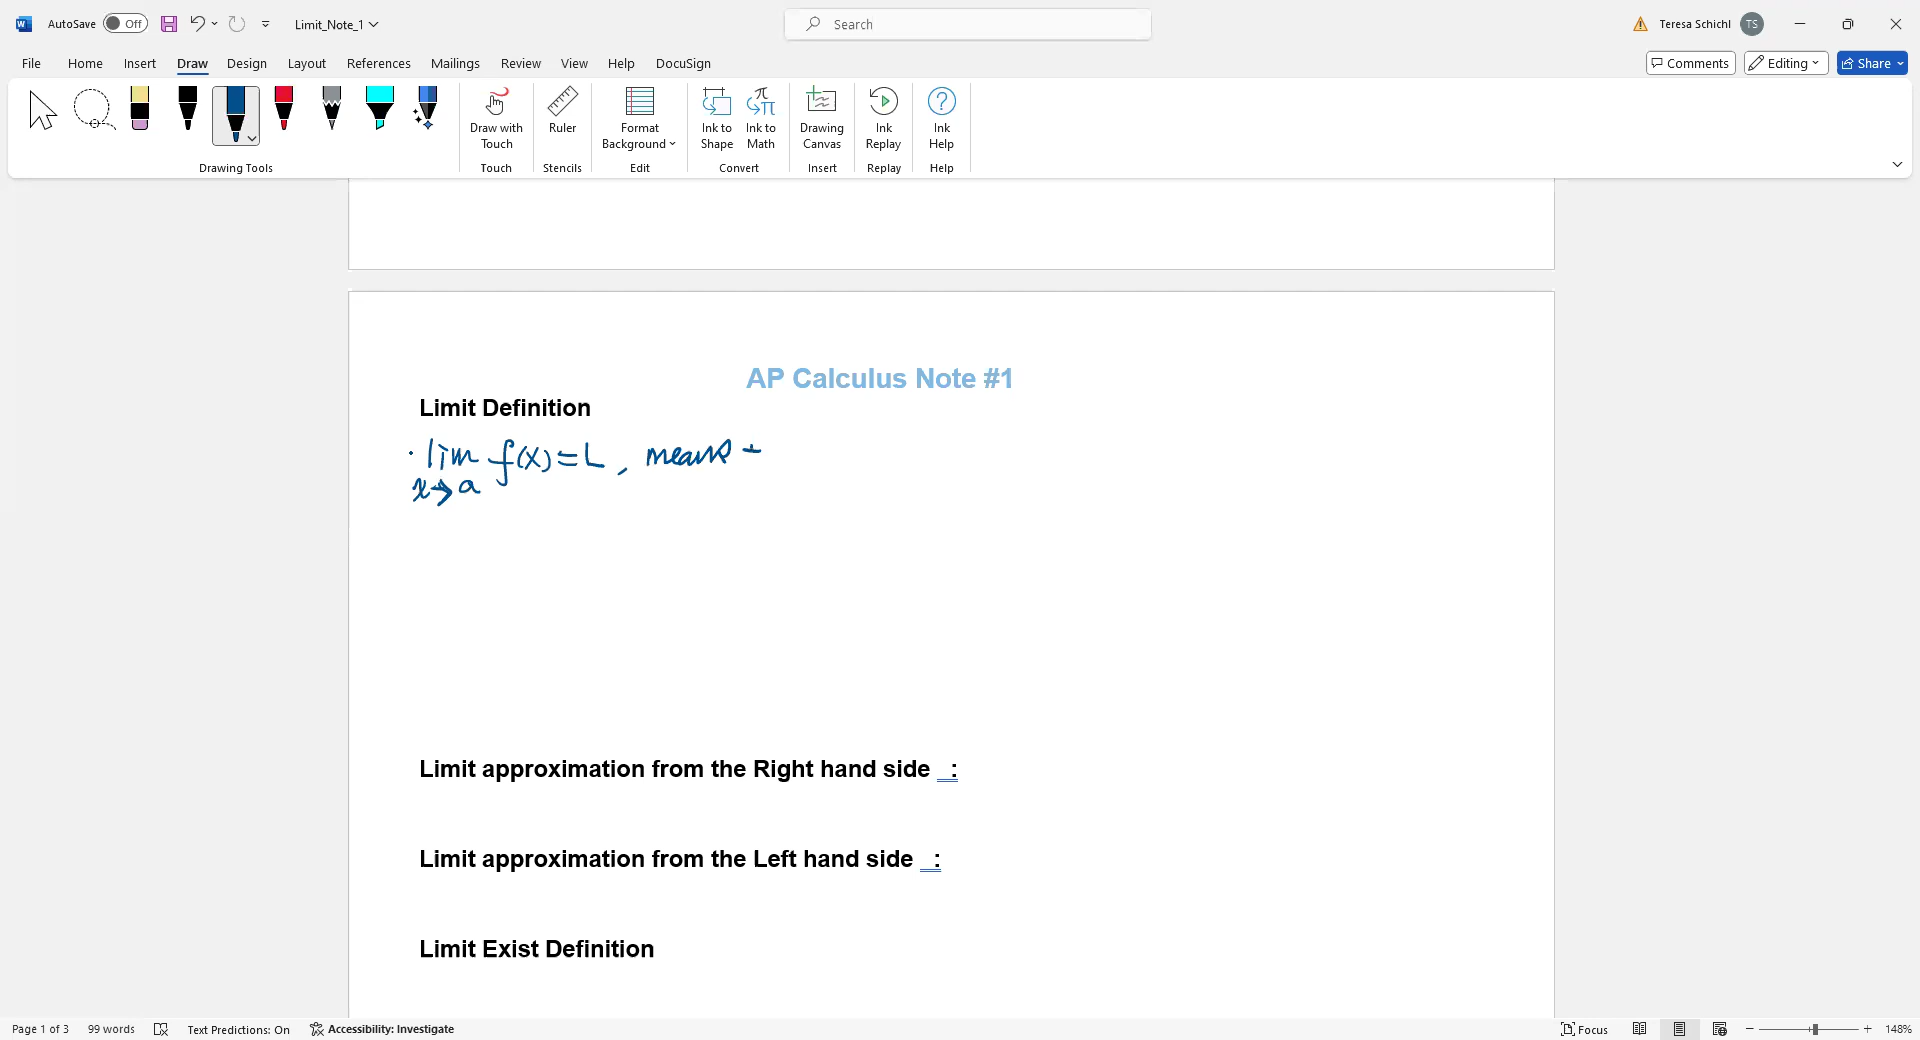 AutoSave Off Limit_Note_1 Search Teresa Schichl TS
File Home Insert Draw Design Layout References Mailings Review View Help DocuSign Comments Editing Share
Draw with Touch Ruler Format Background Ink to Shape Ink to Math Drawing Canvas Ink Replay Ink Help
Drawing Tools Touch Stencils Edit Convert Insert Replay Help
AP Calculus Note #1
Limit Definition
· lim f(x) = L, means
x→a
Limit approximation from the Right hand side _:
Limit approximation from the Left hand side _:
Limit Exist Definition
Page 1 of 3 99 words Text Predictions: On Accessibility: Investigate Focus 148%